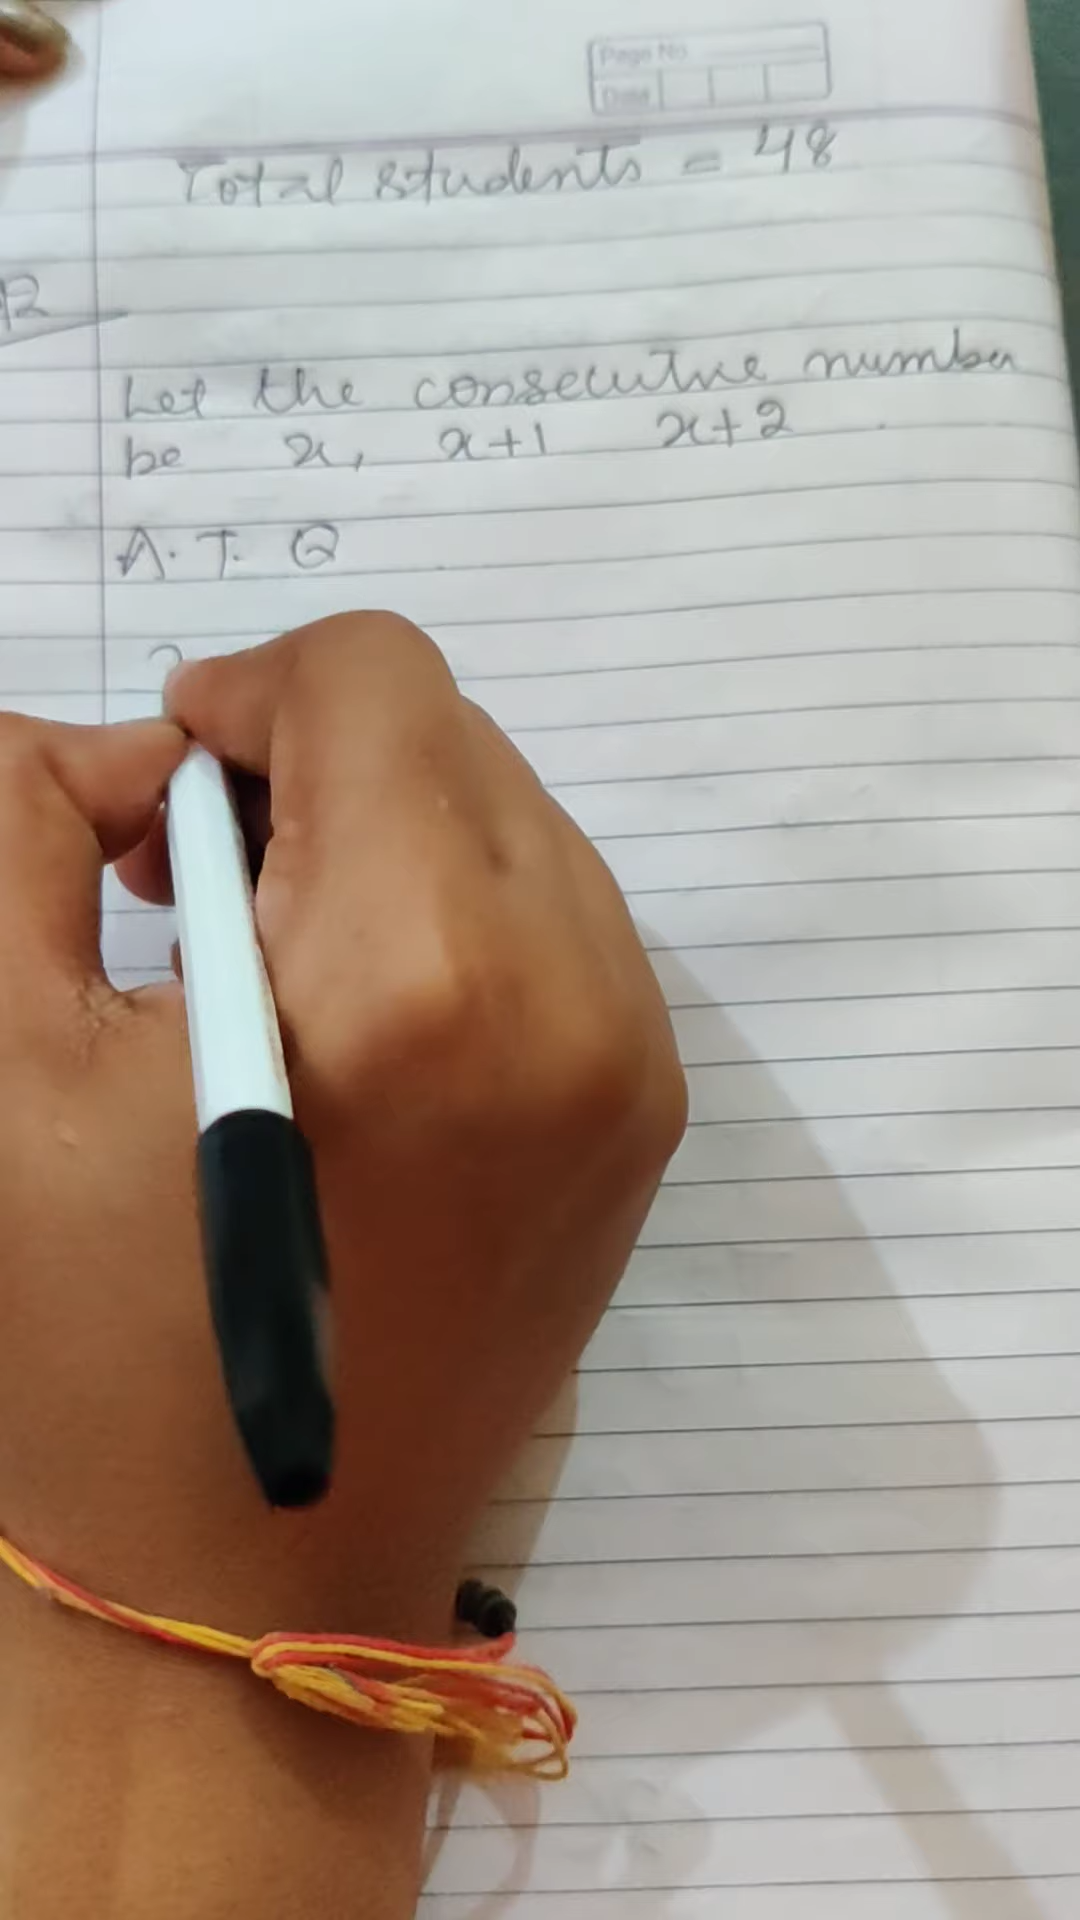 Page No
Date
Total students = 48
12
Let the consecutive number
be x, x+1 x+2
A. T. Q